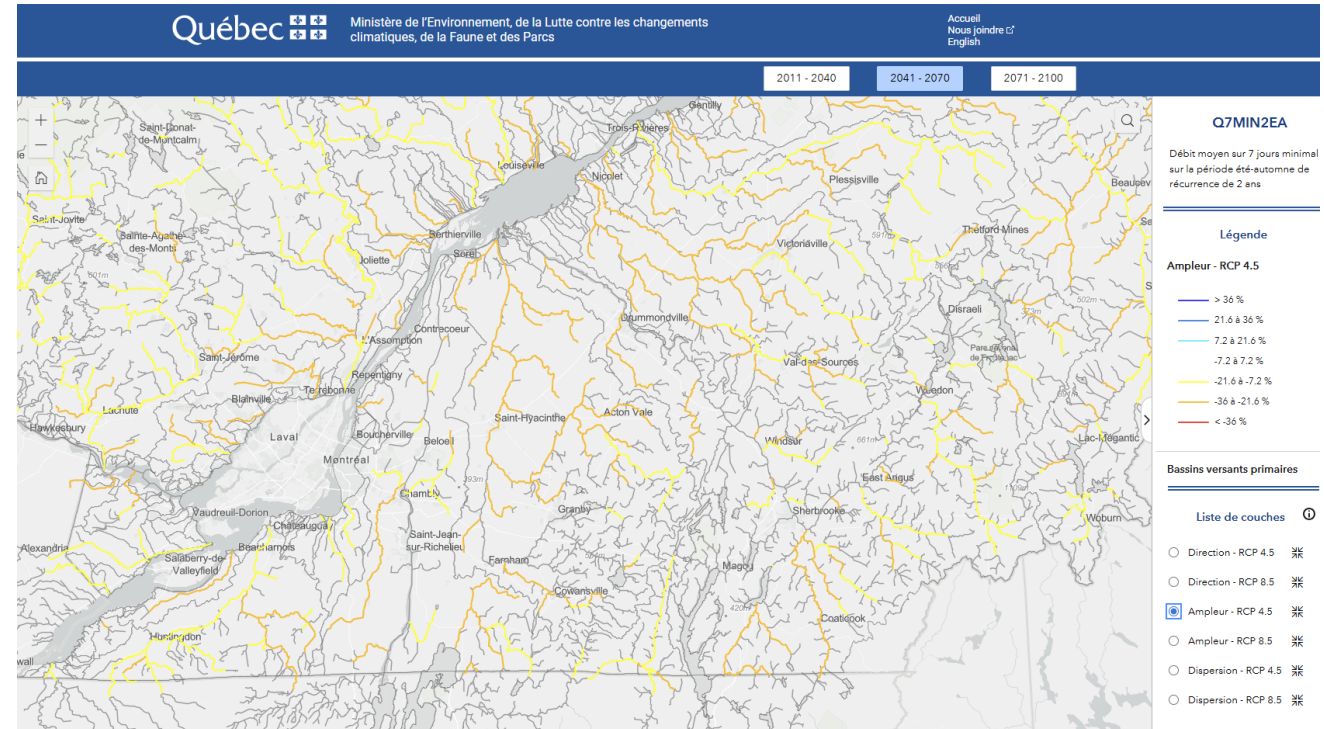 Québec
Ministère de l'Environnement, de la Lutte contre les changements
climatiques, de la Faune et des Parcs
Accueil
Nous joindre
English
2011 - 2040
2041 - 2070
2071 - 2100
+
−
Gentilly
Trois-Rivières
Saint-Donat-
de-Montcalm
Louiseville
Nicolet
Plessisville
Saint-Jovite
Sainte-Agathe-
des-Monts
Berthierville
Sorel
Joliette
Victoriaville
Thetford Mines
502m
Disraeli
Drummondville
Contrecoeur
L'Assomption
Saint-Jérôme
Val-des-Sources
Repentigny
Terrebonne
Blainville
Weedon
Lachute
Hawkesbury
Saint-Hyacinthe
Acton Vale
Laval
Boucherville
Beloeil
Windsor
661m
Lac-Mégantic
Montréal
East Angus
Chambly
393m
Granby
Sherbrooke
Vaudreuil-Dorion
Châteauguay
Woburn
Saint-Jean-
sur-Richelieu
Alexandria
Beauharnois
Salaberry-de-
Valleyfield
Farnham
Magog
Cowansville
420m
Coaticook
Huntingdon
wall
Q7MIN2EA
Débit moyen sur 7 jours minimal
sur la période été-automne de
récurrence de 2 ans
Légende
Ampleur - RCP 4.5
> 36 %
21.6 à 36 %
7.2 à 21.6 %
-7.2 à 7.2 %
-21.6 à -7.2 %
-36 à -21.6 %
< -36 %
Bassins versants primaires
Liste de couches
Direction - RCP 4.5
Direction - RCP 8.5
Ampleur - RCP 4.5
Ampleur - RCP 8.5
Dispersion - RCP 4.5
Dispersion - RCP 8.5